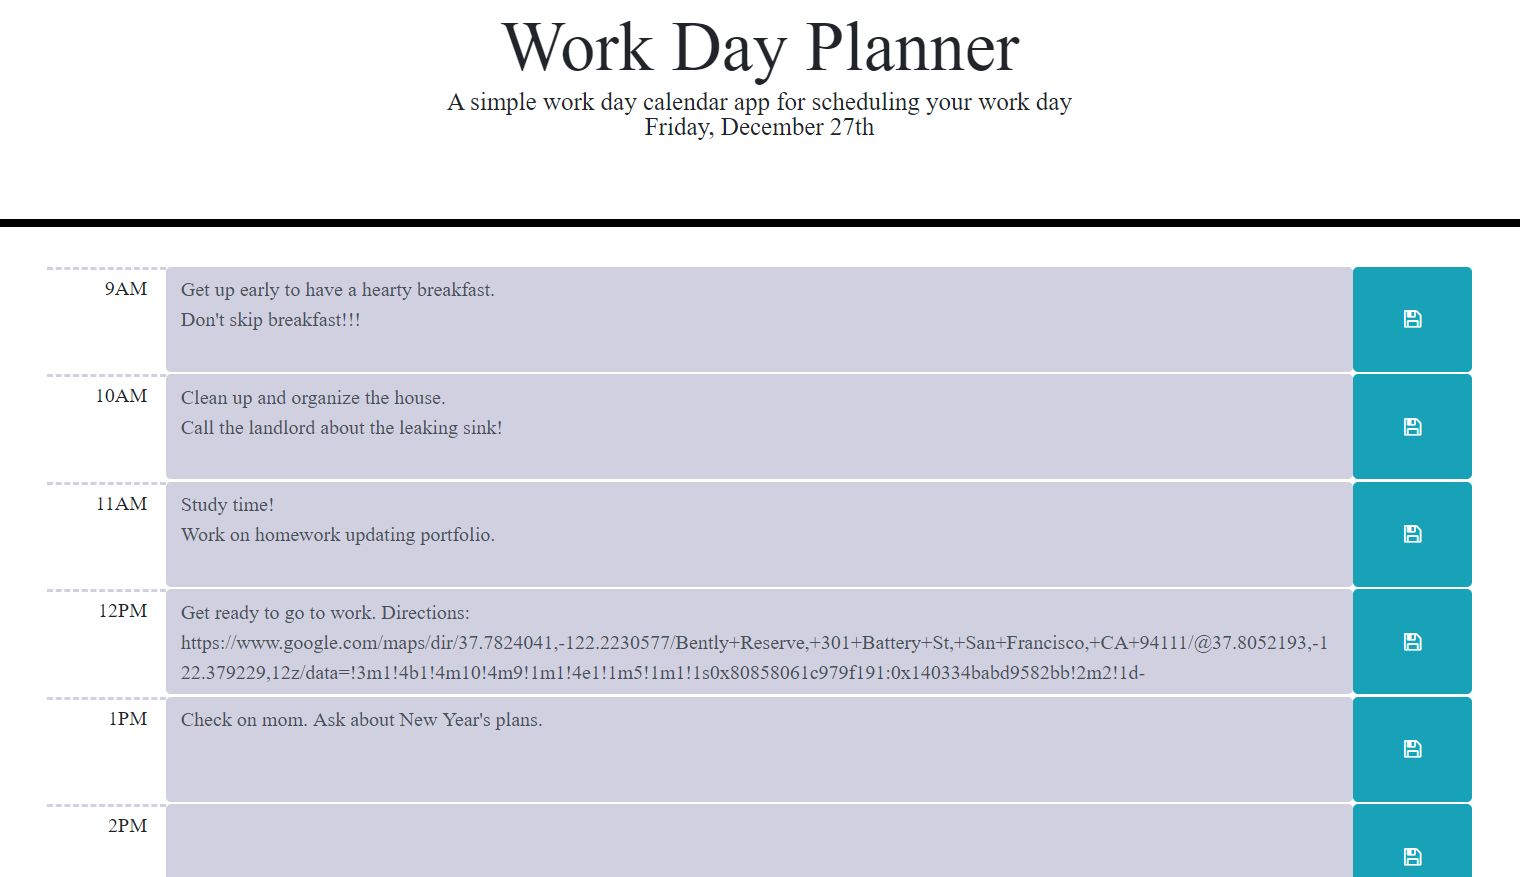 Work Day Planner
A simple work day calendar app for scheduling your work day
Friday, December 27th
9AM
Get up early to have a hearty breakfast.
Don't skip breakfast!!!
10AM
Clean up and organize the house.
Call the landlord about the leaking sink!
11AM
Study time!
Work on homework updating portfolio.
12PM
Get ready to go to work. Directions:
https://www.google.com/maps/dir/37.7824041,-122.2230577/Bently+Reserve,+301+Battery+St,+San+Francisco,+CA+94111/@37.8052193,-1
22.379229,12z/data=!3m1!4b1!4m10!4m9!1m1!4e1!1m5!1m1!1s0x80858061c979f191:0x140334babd9582bb!2m2!1d-
1PM
Check on mom. Ask about New Year's plans.
2PM